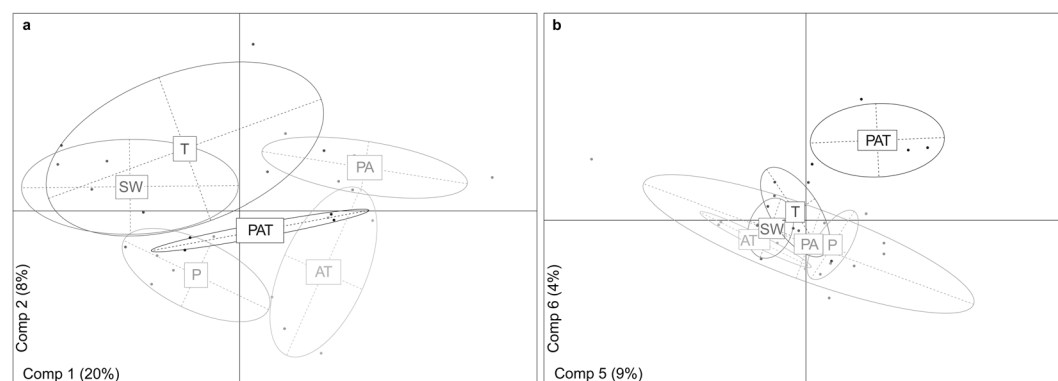 a
T
PA
SW
PAT
P
AT
Comp 2 (8%)
Comp 1 (20%)
b
PAT
T
SW
AT
PA
P
Comp 6 (4%)
Comp 5 (9%)